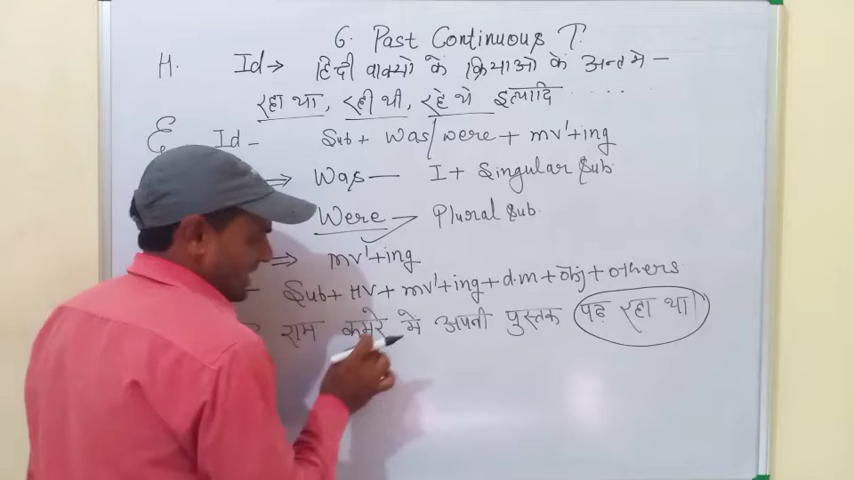 6. Past Continuous T.
H. Id→ हिंदी वाक्यो के क्रियाओ के अन्त मे —
रहा था, रही थी, रहे थे इत्यादि ......
E Id - Sub + was/were + mv¹+ing
⇒ Was — I + Singular Sub.
Were — Plural Sub.
⇒ mv¹+ing
- Sub + HV + mv¹+ing + d.m + obj + others
राम कमरे में अपनी पुस्तक पढ़ रहा था।